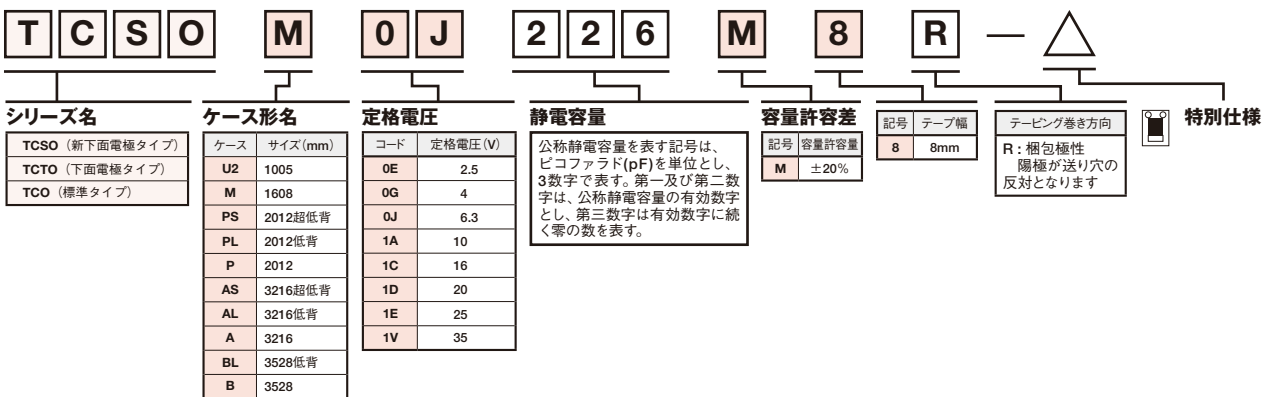 TCSO M 0J 226 M 8 R — △
シリーズ名
TCSO（新下面電極タイプ）
TCTO（下面電極タイプ）
TCO（標準タイプ）
ケース形名
ケース サイズ(mm)
U2 1005
M 1608
PS 2012超低背
PL 2012低背
P 2012
AS 3216超低背
AL 3216低背
A 3216
BL 3528低背
B 3528
定格電圧
コード 定格電圧(V)
0E 2.5
0G 4
0J 6.3
1A 10
1C 16
1D 20
1E 25
1V 35
静電容量
公称静電容量を表す記号は、
ピコファラド(pF)を単位とし、
3数字で表す。第一及び第二数
字は、公称静電容量の有効数字
とし、第三数字は有効数字に続
く零の数を表す。
容量許容差
記号 容量許容量
M ±20%
記号 テープ幅
8 8mm
テーピング巻き方向
R：梱包極性
陽極が送り穴の
反対となります
特別仕様